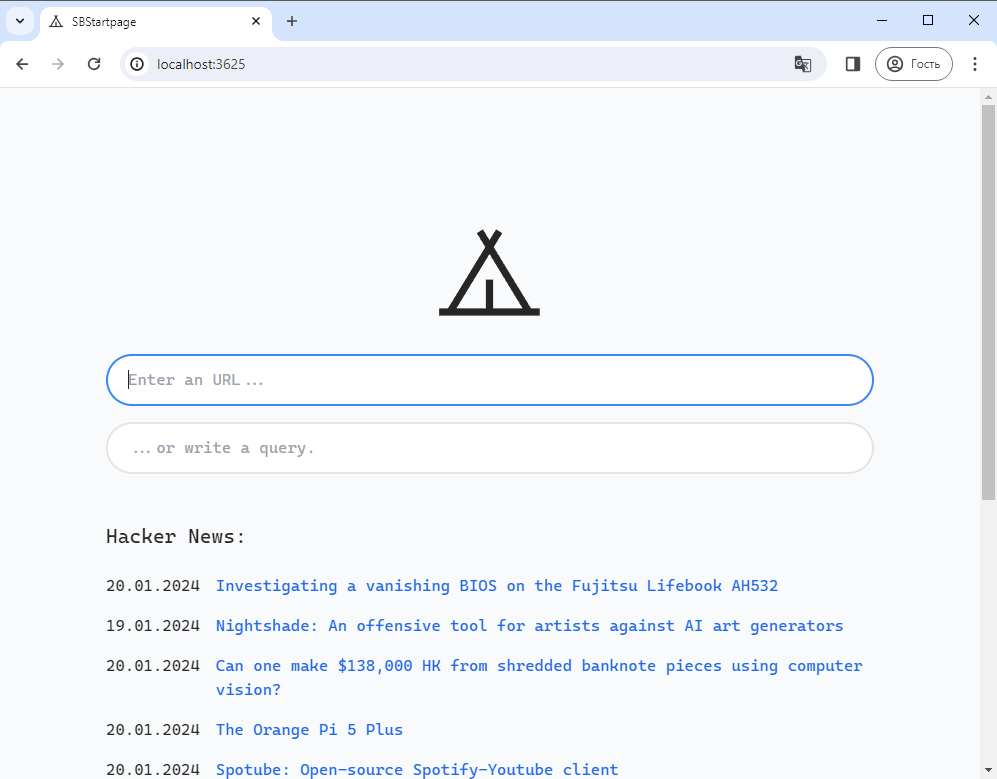 SBStartpage
localhost:3625
Гость
Enter an URL...
...or write a query.
Hacker News:
20.01.2024 Investigating a vanishing BIOS on the Fujitsu Lifebook AH532
19.01.2024 Nightshade: An offensive tool for artists against AI art generators
20.01.2024 Can one make $138,000 HK from shredded banknote pieces using computer
vision?
20.01.2024 The Orange Pi 5 Plus
20.01.2024 Spotube: Open-source Spotify-Youtube client